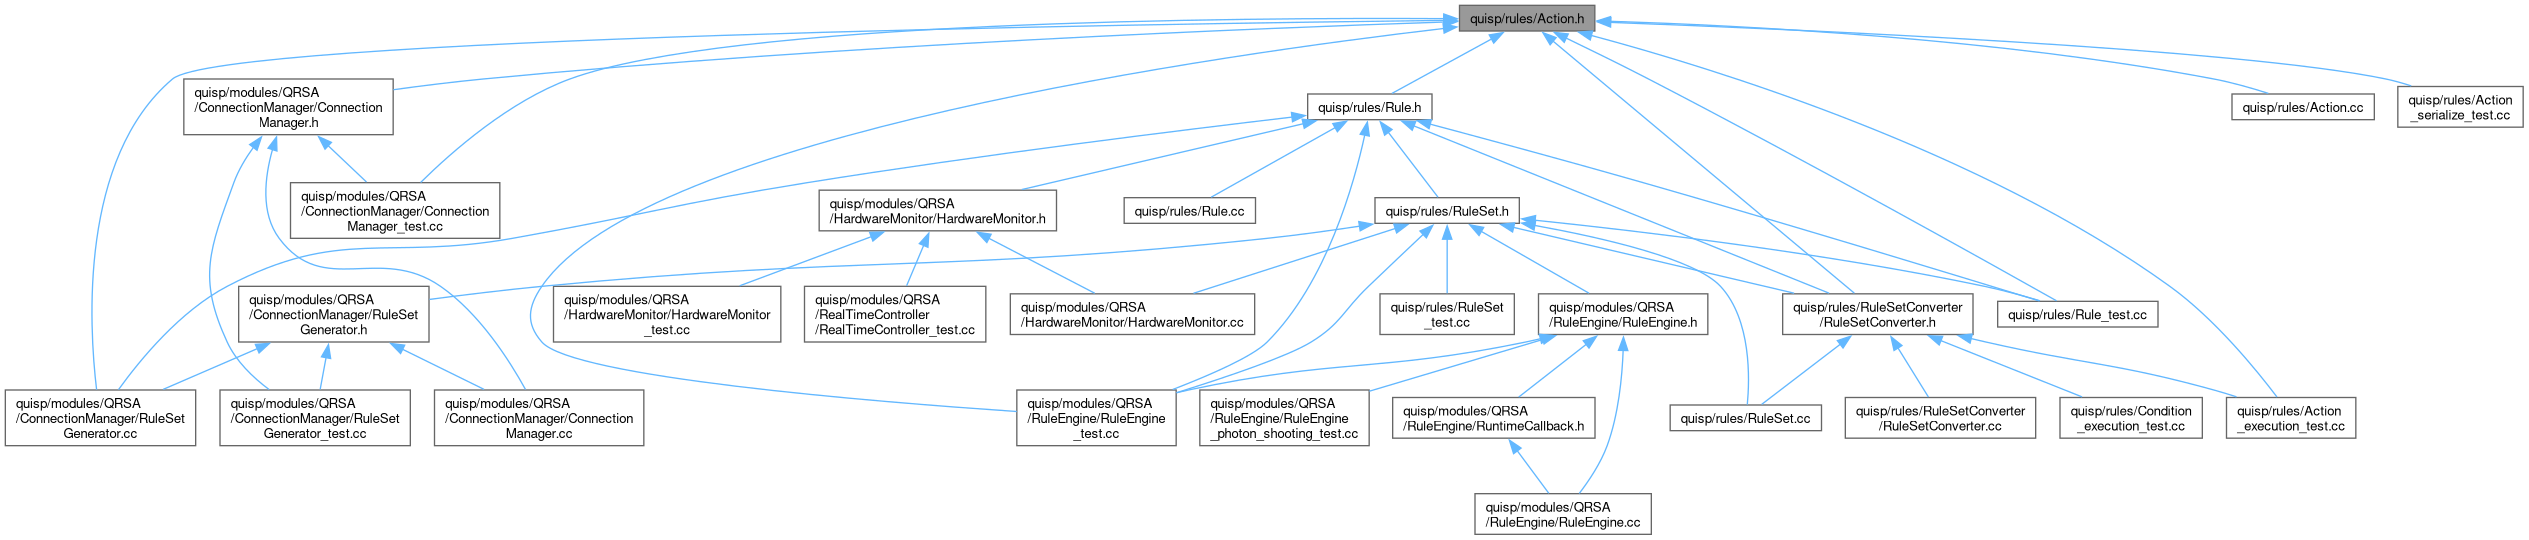 quisp/rules/Action.h
quisp/modules/QRSA
/ConnectionManager/Connection
Manager.h
quisp/rules/Rule.h
quisp/rules/Action.cc
quisp/rules/Action
_serialize_test.cc
quisp/modules/QRSA
/ConnectionManager/Connection
Manager_test.cc
quisp/modules/QRSA
/HardwareMonitor/HardwareMonitor.h
quisp/rules/Rule.cc
quisp/rules/RuleSet.h
quisp/modules/QRSA
/ConnectionManager/RuleSet
Generator.h
quisp/modules/QRSA
/HardwareMonitor/HardwareMonitor
_test.cc
quisp/modules/QRSA
/RealTimeController
/RealTimeController_test.cc
quisp/modules/QRSA
/HardwareMonitor/HardwareMonitor.cc
quisp/rules/RuleSet
_test.cc
quisp/modules/QRSA
/RuleEngine/RuleEngine.h
quisp/rules/RuleSetConverter
/RuleSetConverter.h
quisp/rules/Rule_test.cc
quisp/modules/QRSA
/ConnectionManager/RuleSet
Generator.cc
quisp/modules/QRSA
/ConnectionManager/RuleSet
Generator_test.cc
quisp/modules/QRSA
/ConnectionManager/Connection
Manager.cc
quisp/modules/QRSA
/RuleEngine/RuleEngine
_test.cc
quisp/modules/QRSA
/RuleEngine/RuleEngine
_photon_shooting_test.cc
quisp/modules/QRSA
/RuleEngine/RuntimeCallback.h
quisp/rules/RuleSet.cc
quisp/rules/RuleSetConverter
/RuleSetConverter.cc
quisp/rules/Condition
_execution_test.cc
quisp/rules/Action
_execution_test.cc
quisp/modules/QRSA
/RuleEngine/RuleEngine.cc